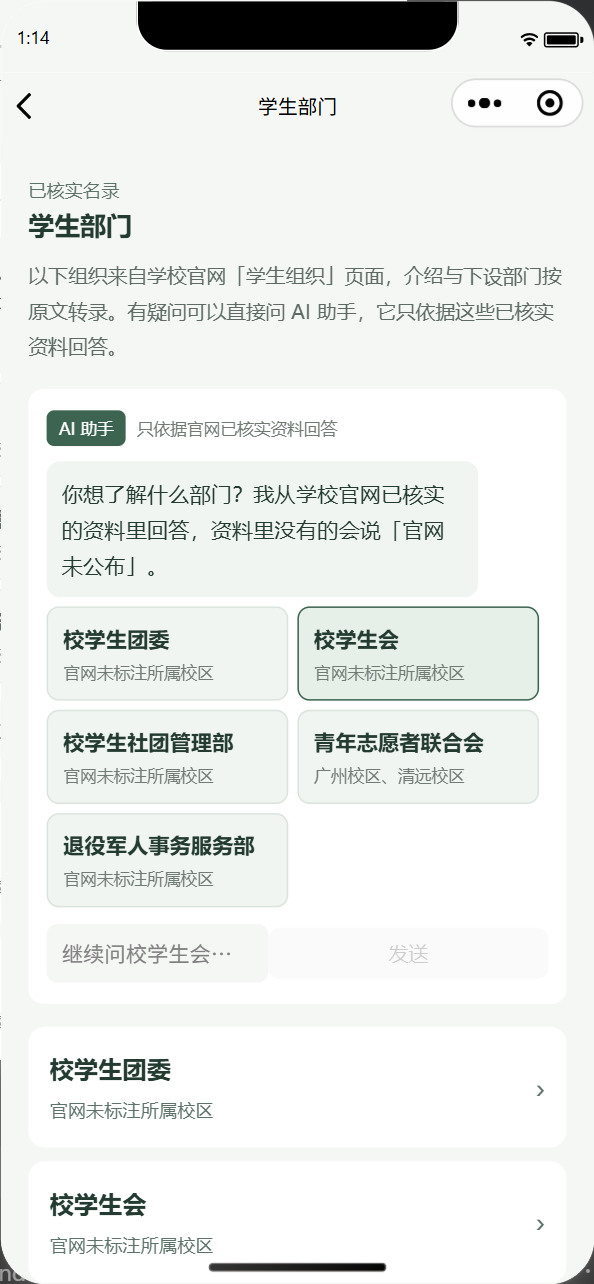 1:14
学生部门
已核实名录
学生部门
以下组织来自学校官网「学生组织」页面，介绍与下设部门按
原文转录。有疑问可以直接问 AI 助手，它只依据这些已核实
资料回答。
AI 助手 只依据官网已核实资料回答
你想了解什么部门？我从学校官网已核实
的资料里回答，资料里没有的会说「官网
未公布」。
校学生团委
官网未标注所属校区
校学生会
官网未标注所属校区
校学生社团管理部
官网未标注所属校区
青年志愿者联合会
广州校区、清远校区
退役军人事务服务部
官网未标注所属校区
继续问校学生会…
发送
校学生团委
官网未标注所属校区
校学生会
官网未标注所属校区